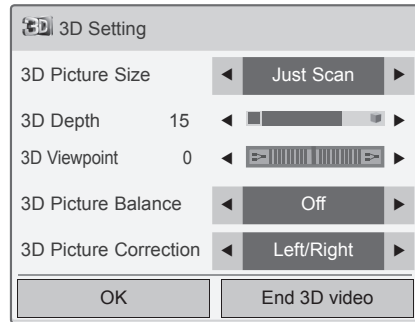 3D 3D Setting
3D Picture Size Just Scan
3D Depth 15
3D Viewpoint 0
3D Picture Balance Off
3D Picture Correction Left/Right
OK End 3D video